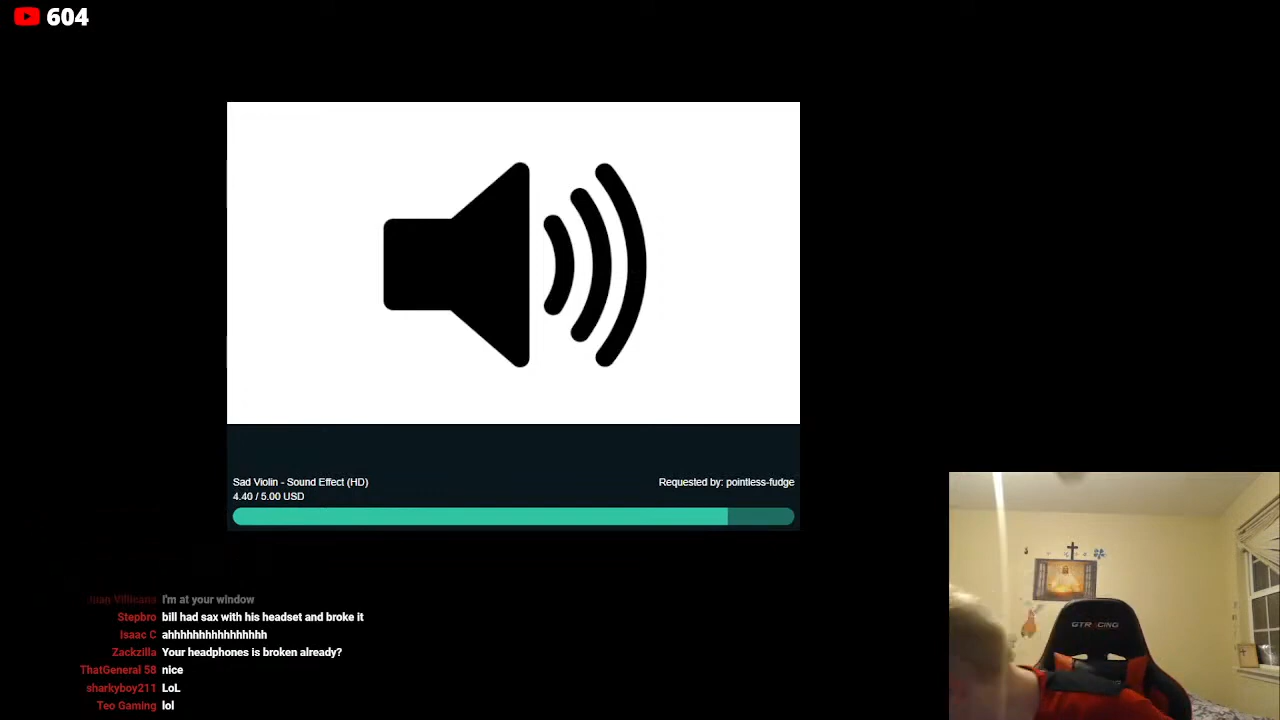 604
Sad Violin - Sound Effect (HD)
Requested by: pointless-fudge
4.40 / 5.00 USD
I'm at your window
Stepbro bill had sax with his headset and broke it
Isaac C ahhhhhhhhhhhhhhhh
Zackzilla Your headphones is broken already?
ThatGeneral 58 nice
sharkyboy211 LoL
Teo Gaming lol
GTRACING